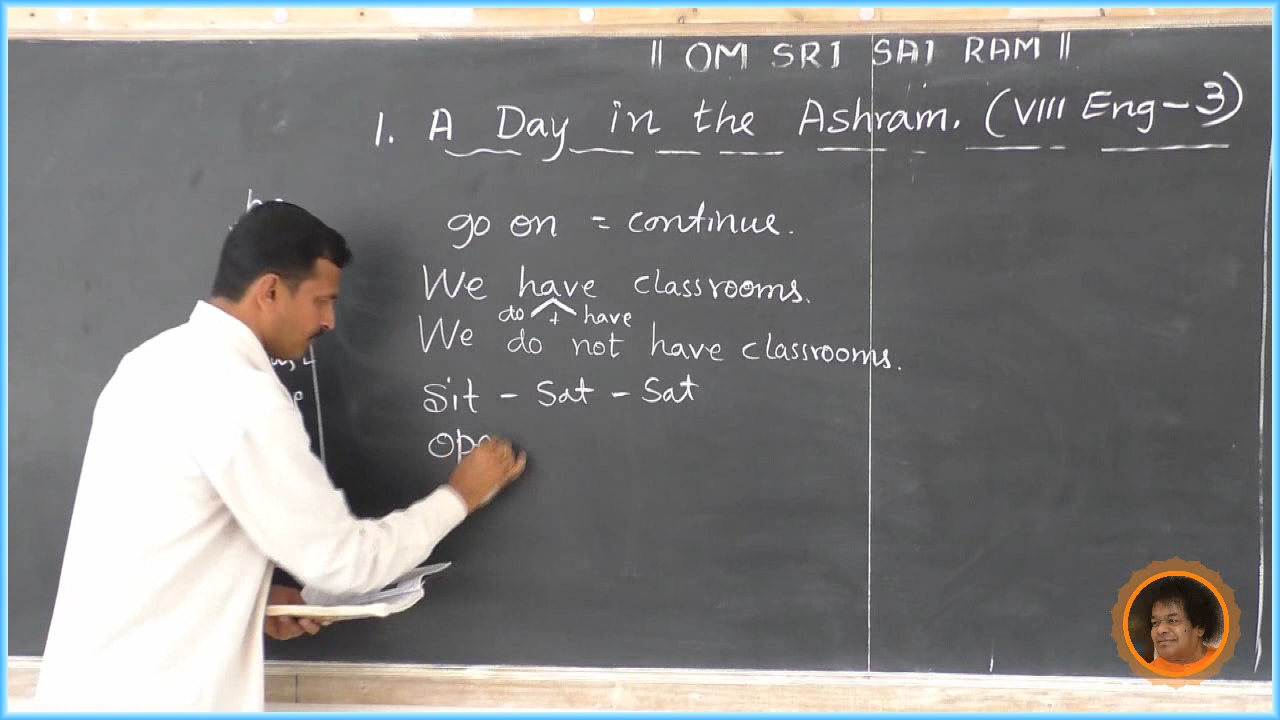 || OM SRI SAI RAM ||
1. A Day in the Ashram. (VIII Eng-3)
go on = continue.
We have classrooms.
do + have
We do not have classrooms.
Sit - Sat - Sat